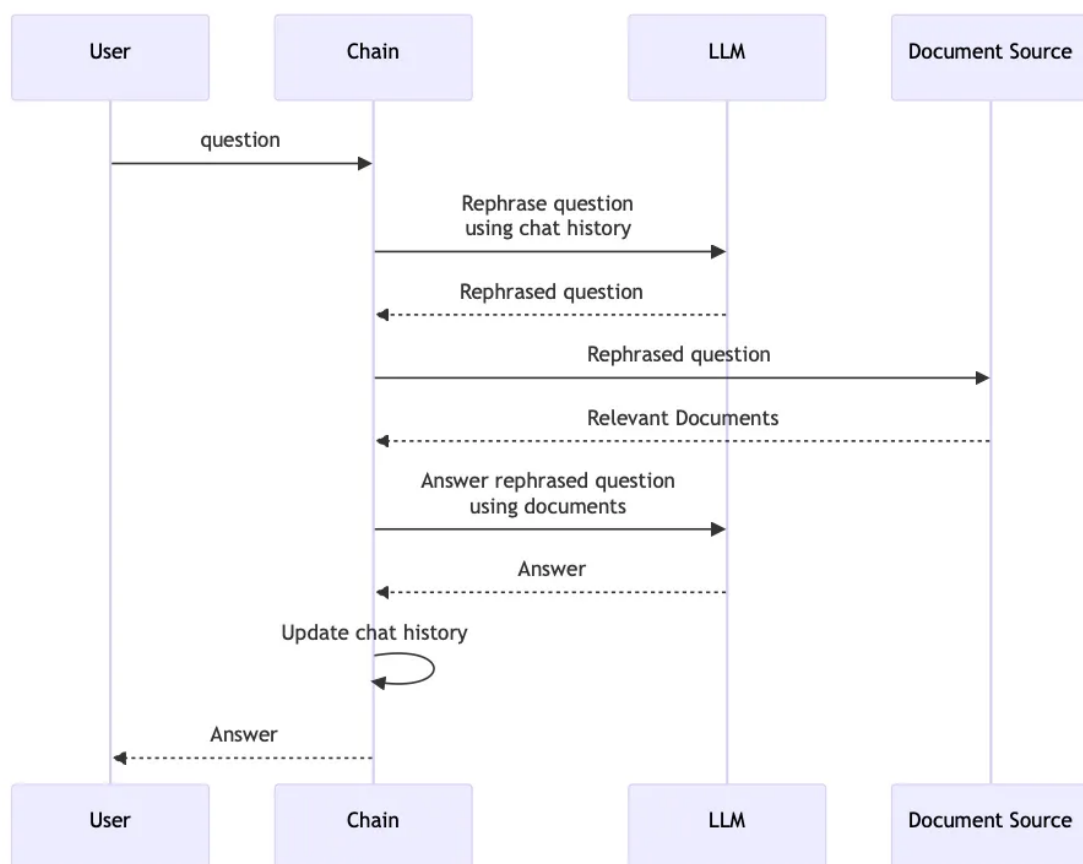 User
Chain
LLM
Document Source
question
Rephrase question
using chat history
Rephrased question
Rephrased question
Relevant Documents
Answer rephrased question
using documents
Answer
Update chat history
Answer
User
Chain
LLM
Document Source